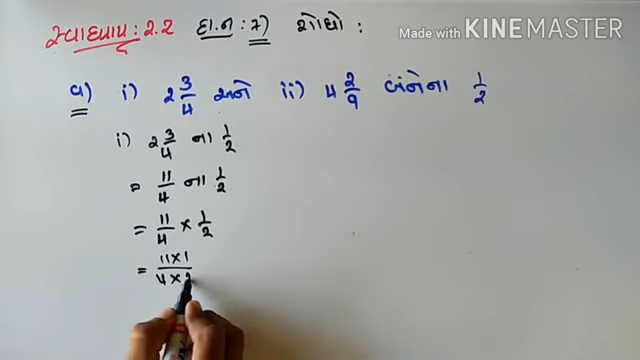 Made with KINEMASTER
સ્વાધ્યાય : 2.2 દા.ન : 7) શોધો :
વ) i) 2 3/4 અને ii) 4 2/9 બંનેના 1/2
i) 2 3/4 ના 1/2
= 11/4 ના 1/2
= 11/4 × 1/2
= 11×1/4×2